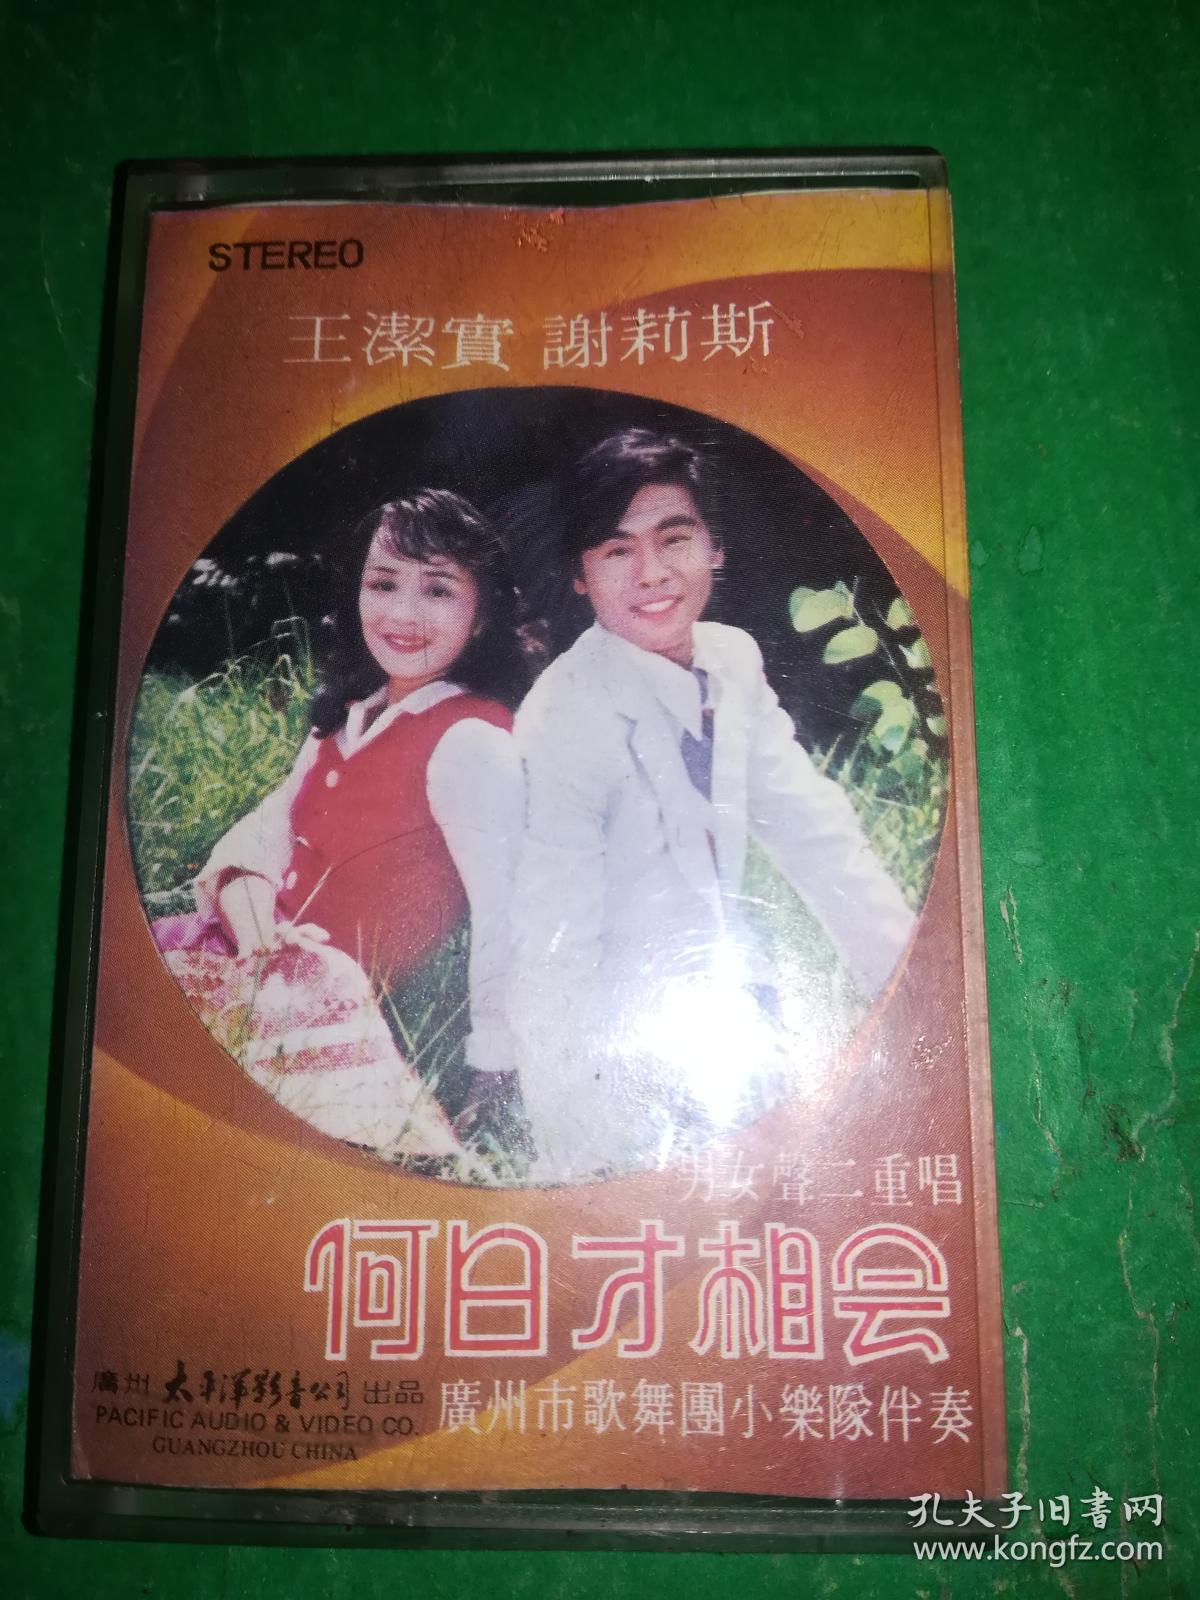 STEREO
王潔實 謝莉斯
男女聲二重唱
何日才相会
廣州 太平洋影音公司 出品
PACIFIC AUDIO & VIDEO CO.
GUANGZHOU CHINA
廣州市歌舞團小樂隊伴奏
孔夫子旧书网
www.kongfz.com